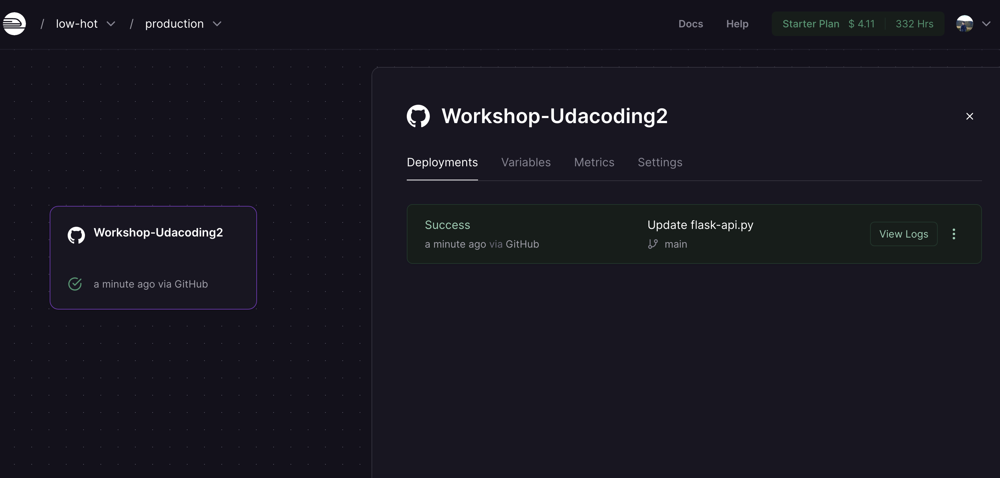 / low-hot / production
Docs Help Starter Plan $ 4.11 332 Hrs
Workshop-Udacoding2
a minute ago via GitHub
Workshop-Udacoding2
Deployments Variables Metrics Settings
Success
a minute ago via GitHub
Update flask-api.py
main
View Logs